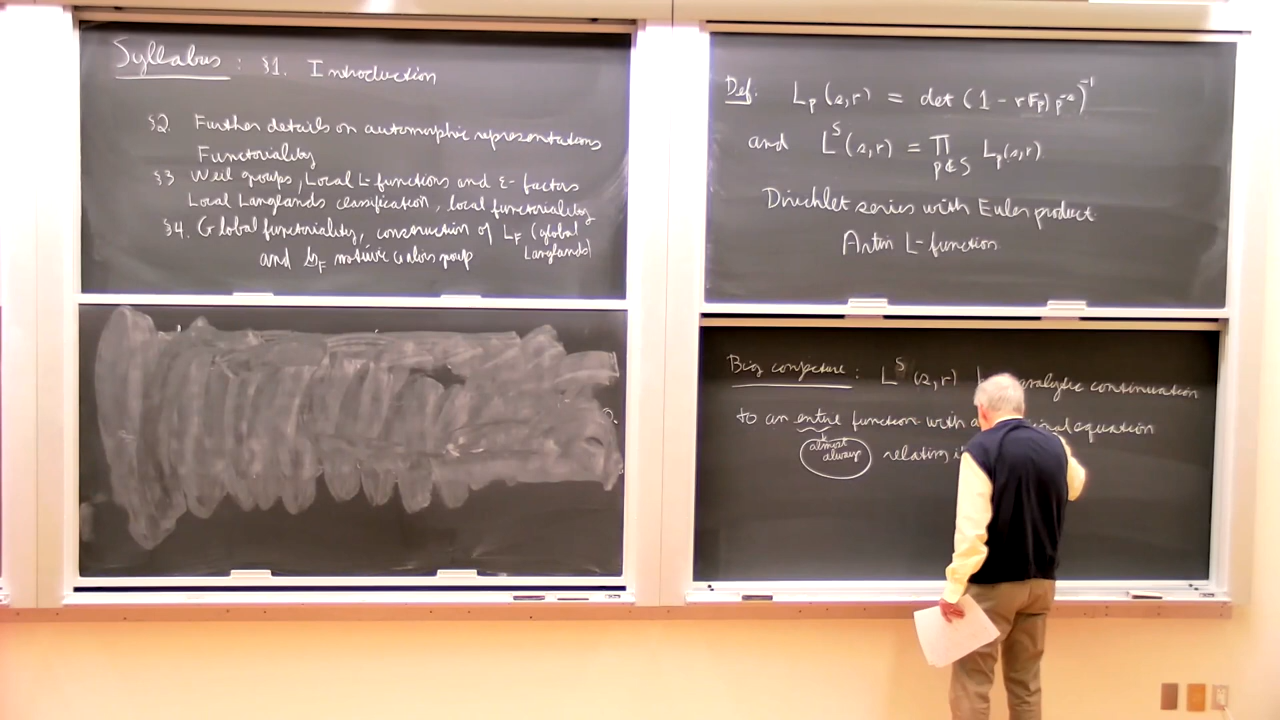 Syllabus : §1. Introduction
§2. Further details on automorphic representations
Functoriality
§3 Weil groups, Local L-functions and ε-factors
Local Langlands classification, local functoriality
§4. Global functoriality, construction of L_F (global Langlands)
and G_F motivic Galois group
Def. L_p (s,r) = det (1 - r(F_p) p^-s)^-1
and L^S (s,r) = ∏_{p∉S} L_p(s,r)
Dirichlet series with Euler product
Artin L-function
Big conjecture : L^S (s,r) analytic continuation
to an entire function with a equation
almost always relating